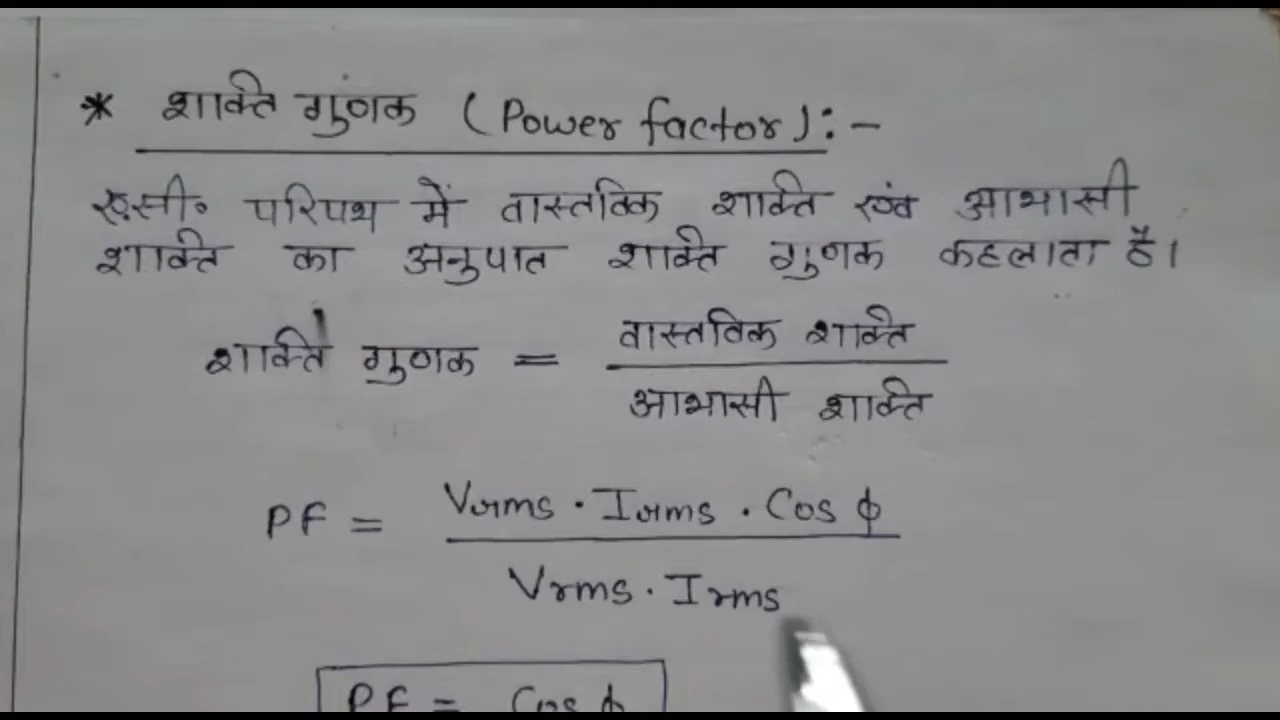 * शक्ति गुणक (Power factor) :-
ए.सी. परिपथ में वास्तविक शक्ति एवं आभासी
शक्ति का अनुपात शक्ति गुणक कहलाता है।
शक्ति गुणक = वास्तविक शक्ति
आभासी शक्ति
PF = Vrms . Irms . Cos ϕ
Vrms . Irms
PF = Cos ϕ